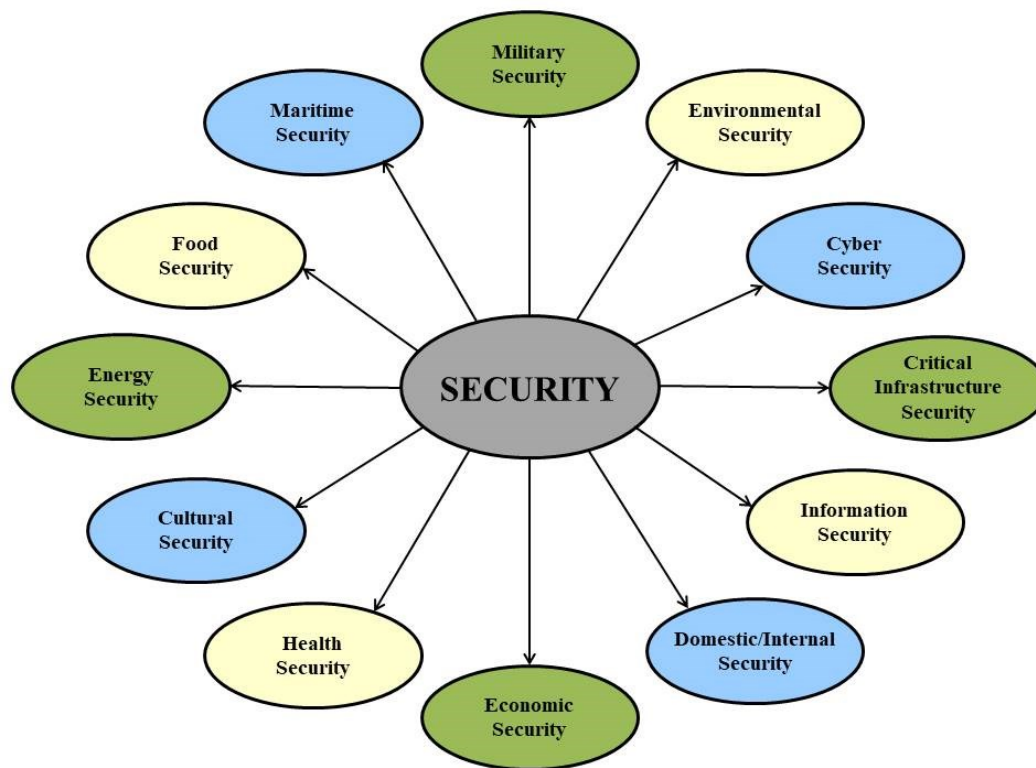 Military
Security
Maritime
Security
Environmental
Security
Food
Security
Cyber
Security
SECURITY
Energy
Security
Critical
Infrastructure
Security
Cultural
Security
Information
Security
Health
Security
Domestic/Internal
Security
Economic
Security